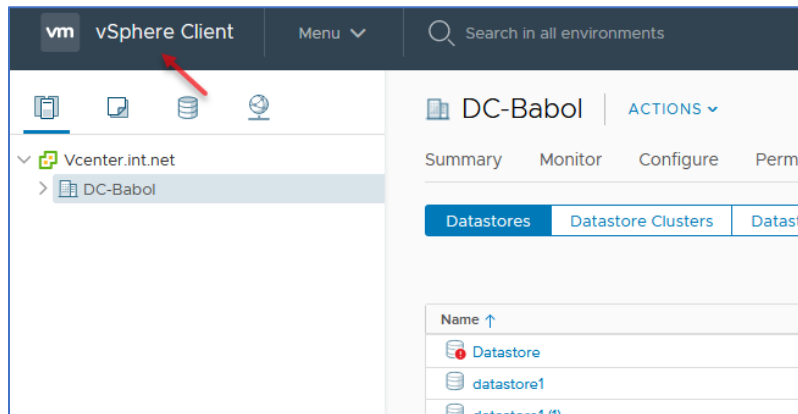 vm vSphere Client Menu Search in all environments
DC-Babol ACTIONS
Vcenter.int.net
DC-Babol
Summary Monitor Configure
Datastores Datastore Clusters
Name
Datastore
datastore1